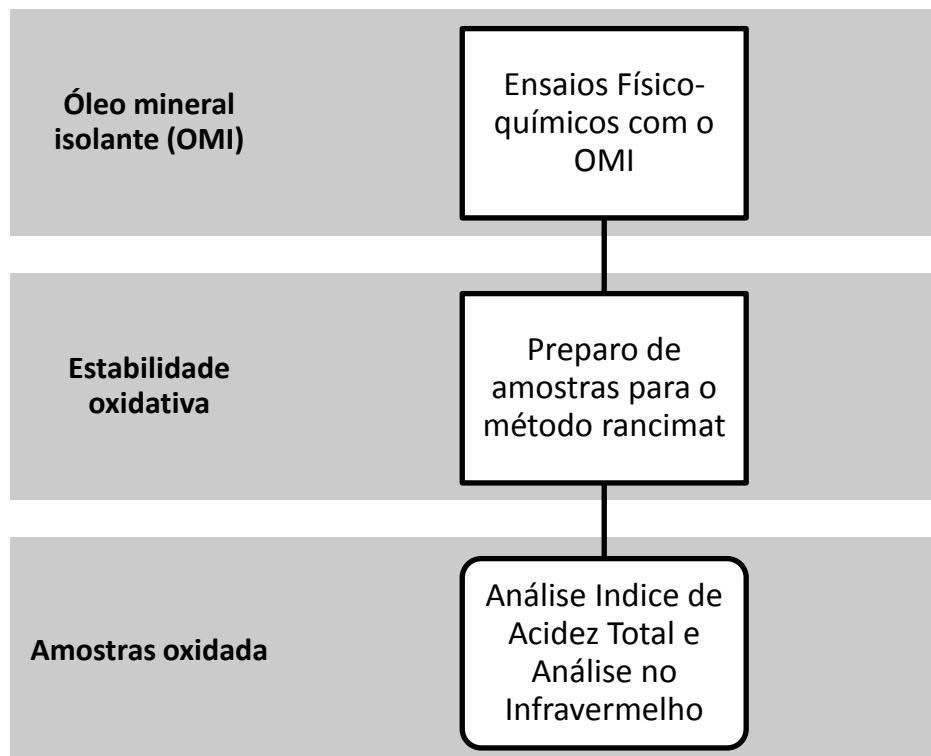 Óleo mineral
isolante (OMI)
Ensaios Físico-
químicos com o
OMI
Estabilidade
oxidativa
Preparo de
amostras para o
método rancimat
Amostras oxidada
Análise Indice de
Acidez Total e
Análise no
Infravermelho